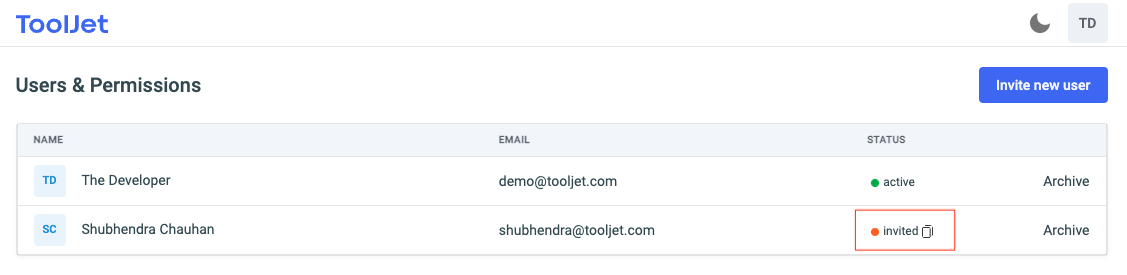 ToolJet
TD
Users & Permissions
Invite new user
NAME EMAIL STATUS
TD The Developer demo@tooljet.com active Archive
SC Shubhendra Chauhan shubhendra@tooljet.com invited Archive